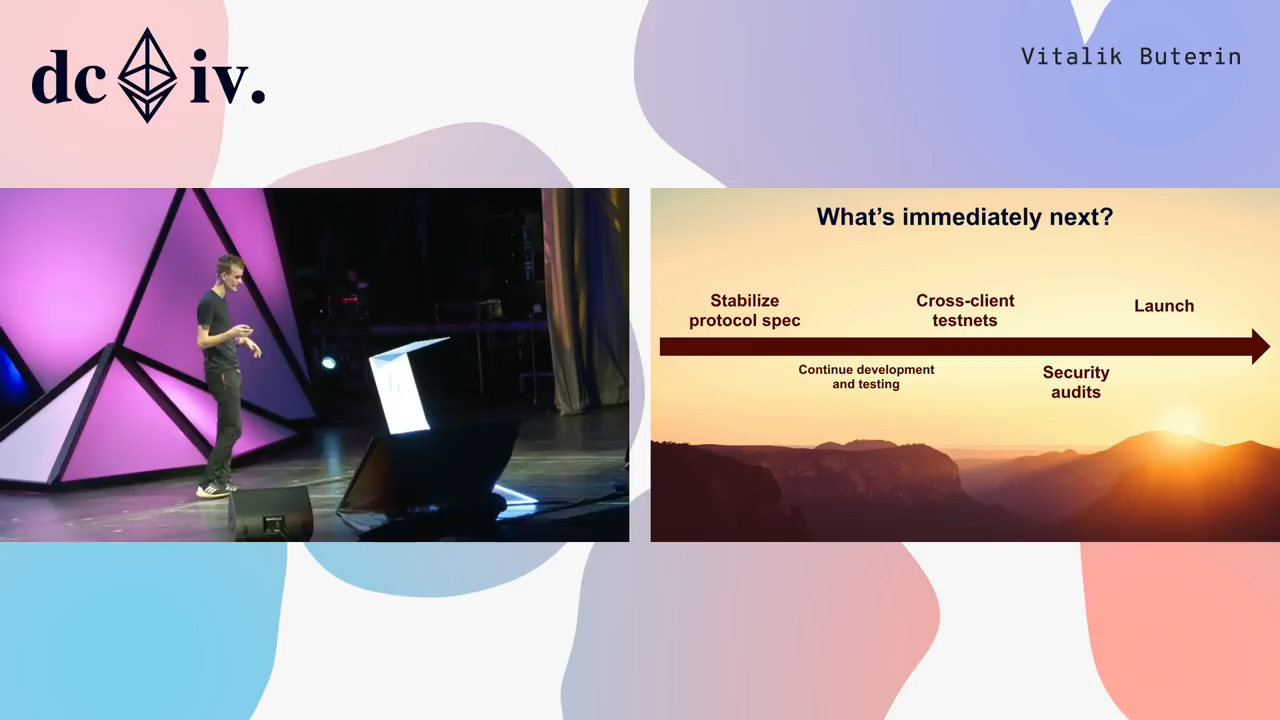 dc iv.
Vitalik Buterin
What's immediately next?
Stabilize
protocol spec
Cross-client
testnets
Launch
Continue development
and testing
Security
audits